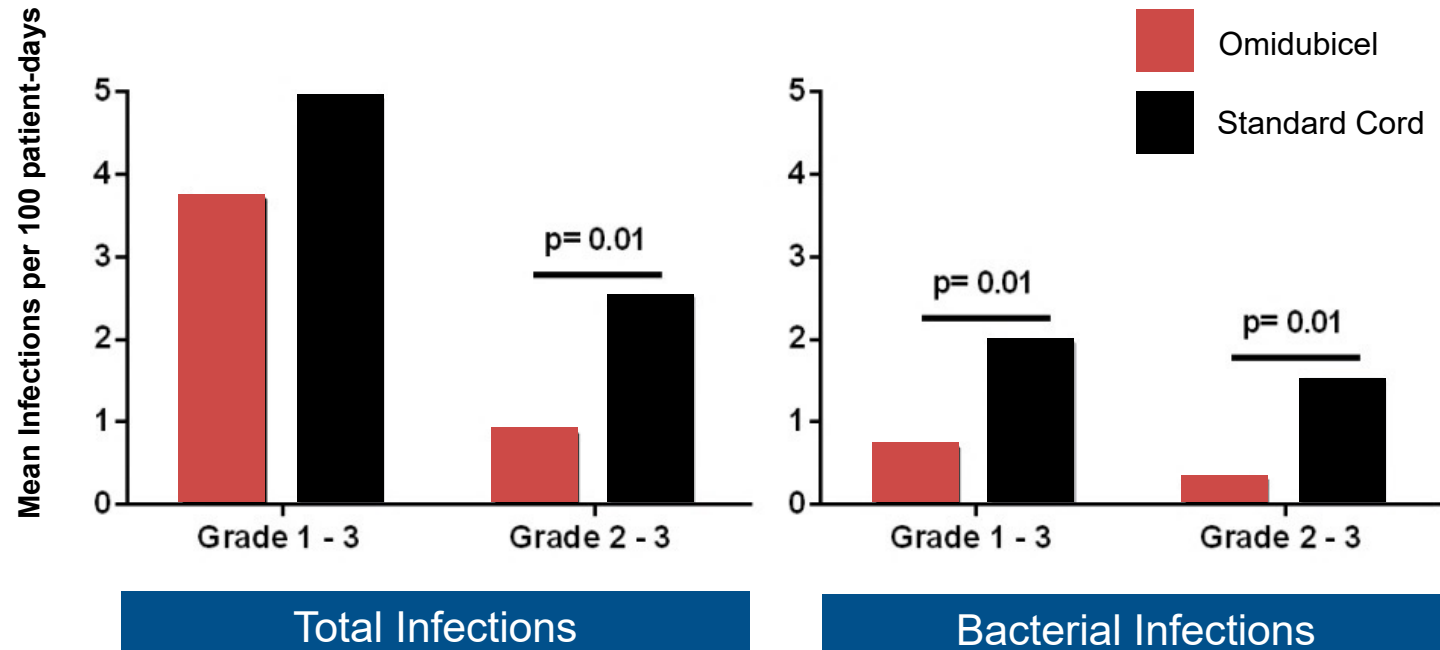 Mean Infections per 100 patient-days
Omidubicel
Standard Cord
5
4
3
2
1
0
p= 0.01
Grade 1 - 3
Grade 2 - 3
Total Infections
5
4
3
2
1
0
p= 0.01
p= 0.01
Grade 1 - 3
Grade 2 - 3
Bacterial Infections